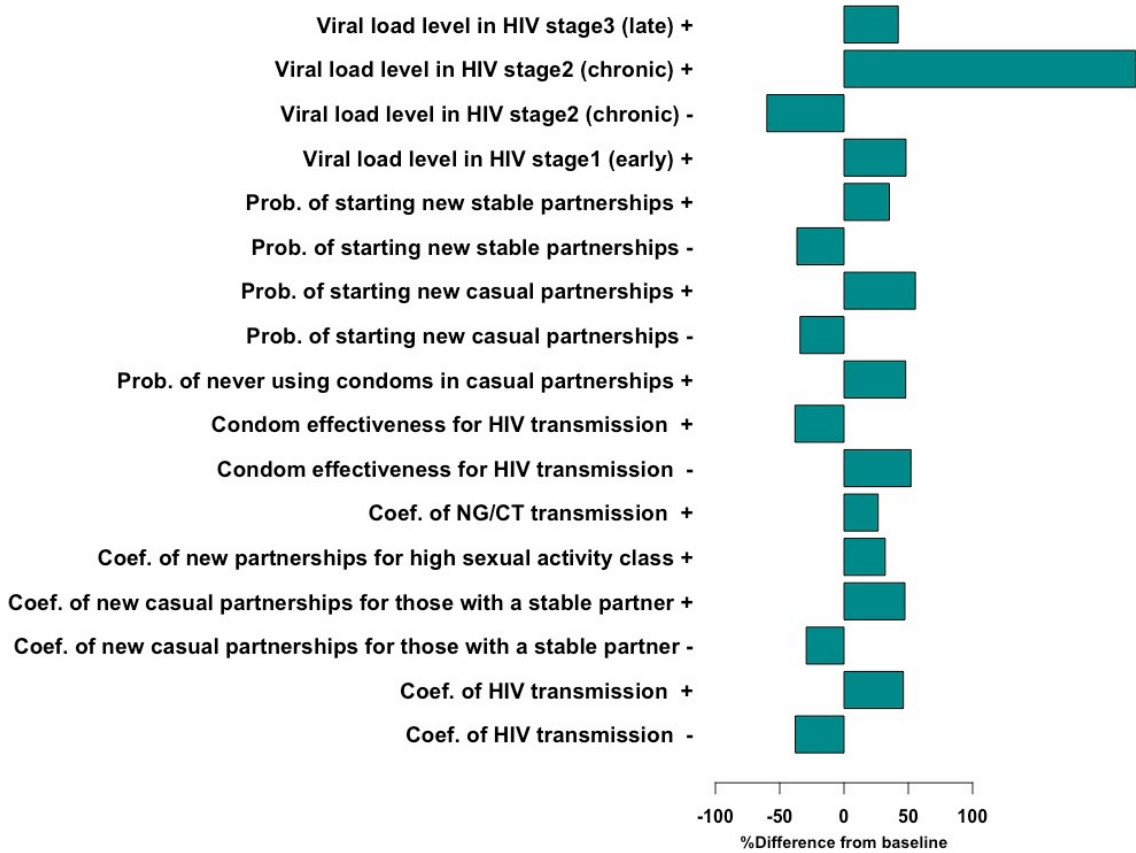 Viral load level in HIV stage3 (late) +
Viral load level in HIV stage2 (chronic) +
Viral load level in HIV stage2 (chronic) -
Viral load level in HIV stage1 (early) +
Prob. of starting new stable partnerships +
Prob. of starting new stable partnerships -
Prob. of starting new casual partnerships +
Prob. of starting new casual partnerships -
Prob. of never using condoms in casual partnerships +
Condom effectiveness for HIV transmission +
Condom effectiveness for HIV transmission -
Coef. of NG/CT transmission +
Coef. of new partnerships for high sexual activity class +
Coef. of new casual partnerships for those with a stable partner +
Coef. of new casual partnerships for those with a stable partner -
Coef. of HIV transmission +
Coef. of HIV transmission -
-100 -50 0 50 100
%Difference from baseline